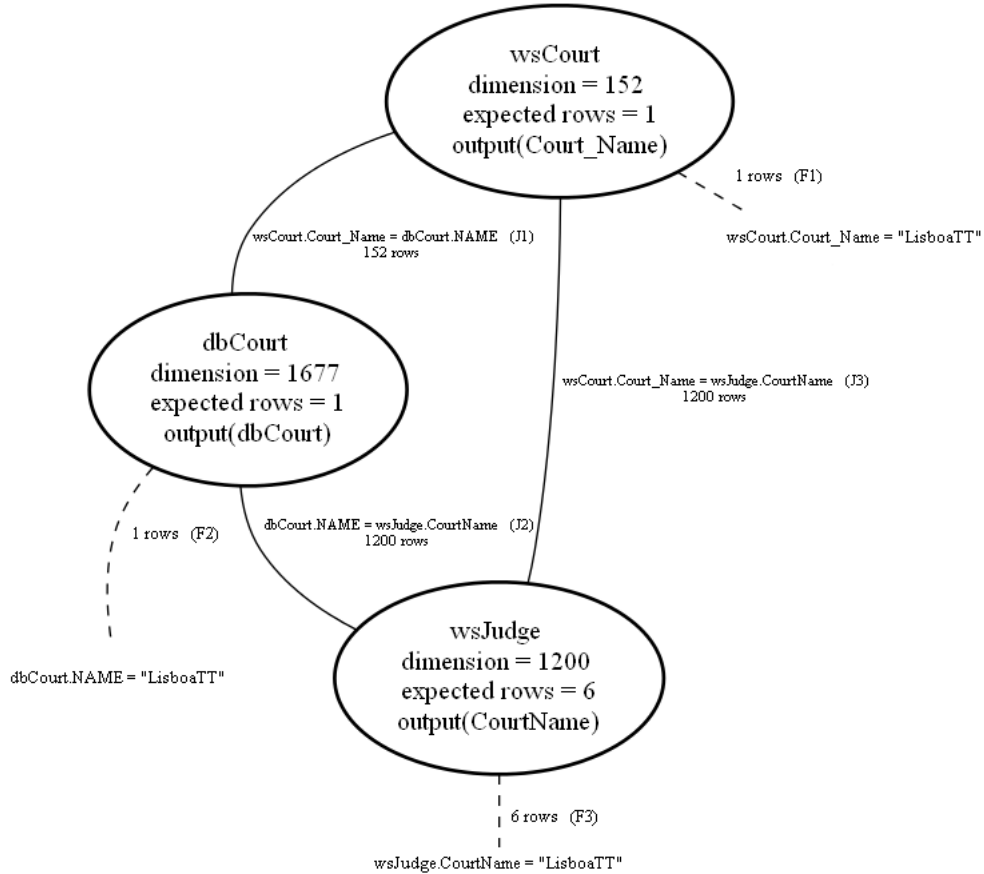 wsCourt
dimension = 152
expected rows = 1
output(Court_Name)
1 rows (F1)
wsCourt.Court_Name = "LisboaTT"
wsCourt.Court_Name = dbCourt.NAME (J1)
152 rows
dbCourt
dimension = 1677
expected rows = 1
output(dbCourt)
wsCourt.Court_Name = wsJudge.CourtName (J3)
1200 rows
1 rows (F2)
dbCourt.NAME = wsJudge.CourtName (J2)
1200 rows
dbCourt.NAME = "LisboaTT"
wsJudge
dimension = 1200
expected rows = 6
output(CourtName)
6 rows (F3)
wsJudge.CourtName = "LisboaTT"